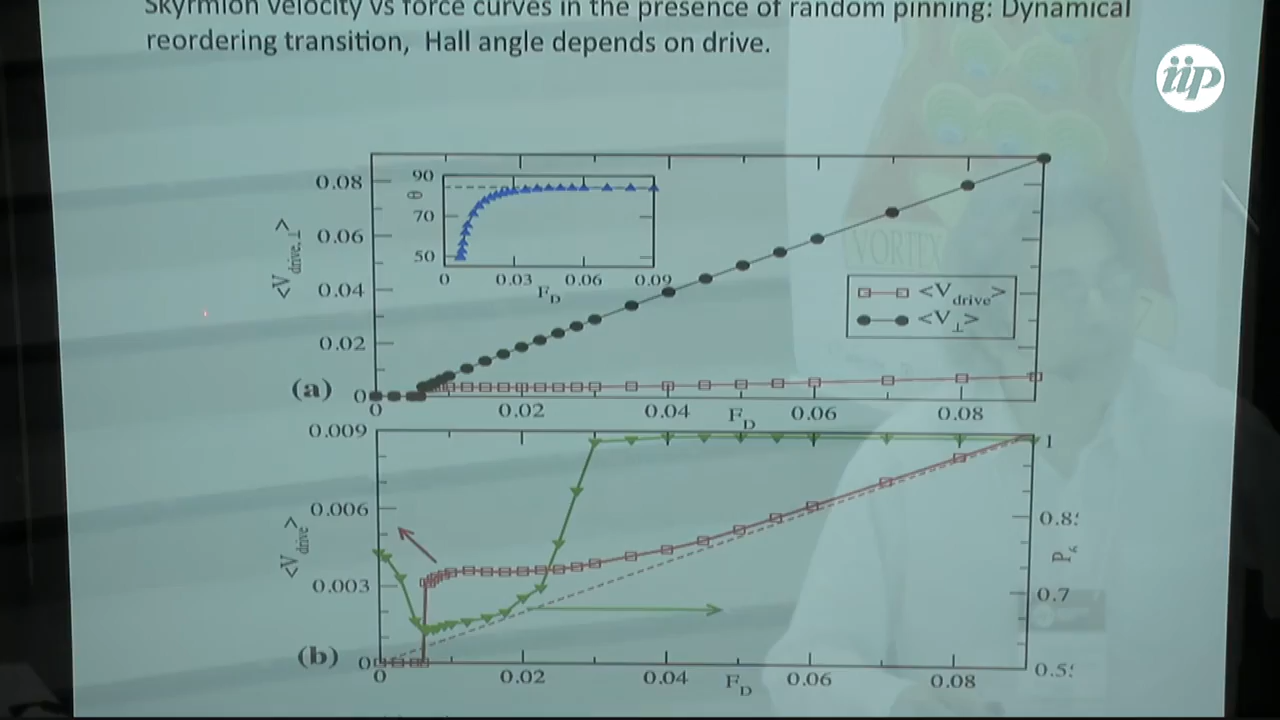 Skyrmion velocity vs force curves in the presence of random pinning: Dynamical
reordering transition, Hall angle depends on drive.
iip
VORTEX
0.08
0.06
0.04
0.02
0
<V drive,⊥>
(a)
90
70
50
Θ
0 0.03 0.06 0.09
F_D
<V_drive>
<V_⊥>
0 0.02 0.04 F_D 0.06 0.08
0.009
0.006
0.003
0
<V_drive>
(b)
1
0.7
P_6
0 0.02 0.04 F_D 0.06 0.08